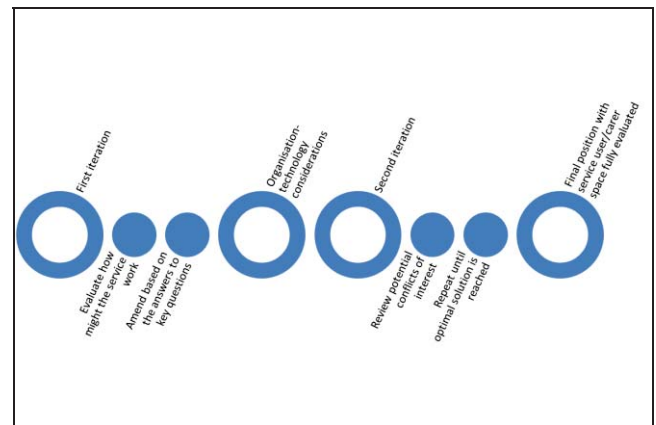 First iteration
Evaluate how
might the service
work
Amend based on
the answers to
key questions
Organisation-
technology
considerations
Second iteration
Review potential
conflicts of
interest
Repeat until
optimal solution is
reached
Final position with
service user/carer
space fully evaluated